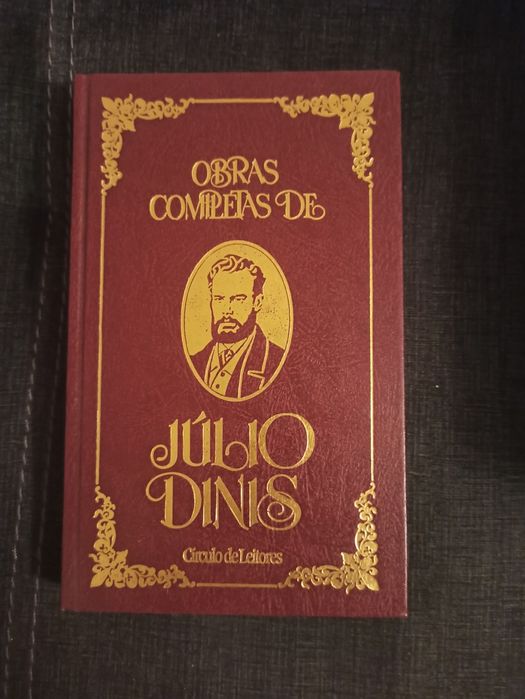 OBRAS
COMPLETAS DE
JÚLIO
DINIS
Círculo de Leitores